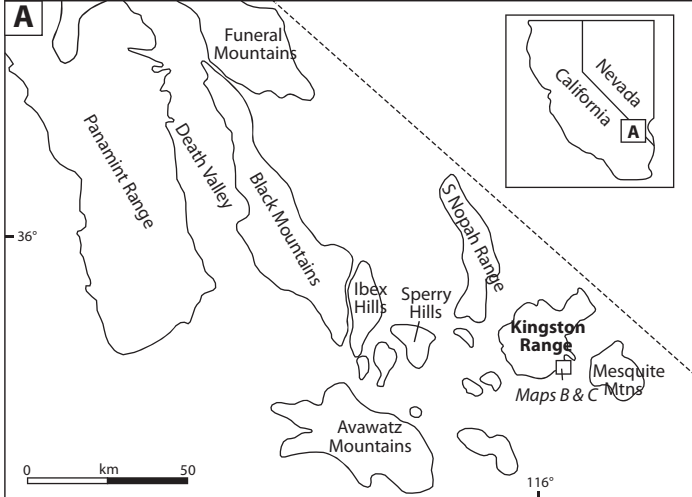 A
Funeral
Mountains
California
Nevada
A
Panamint Range
Death Valley
Black Mountains
S Nopah Range
36°
Ibex
Hills
Sperry
Hills
Kingston
Range
Mesquite
Mtns
Maps B & C
Avawatz
Mountains
0 km 50
116°